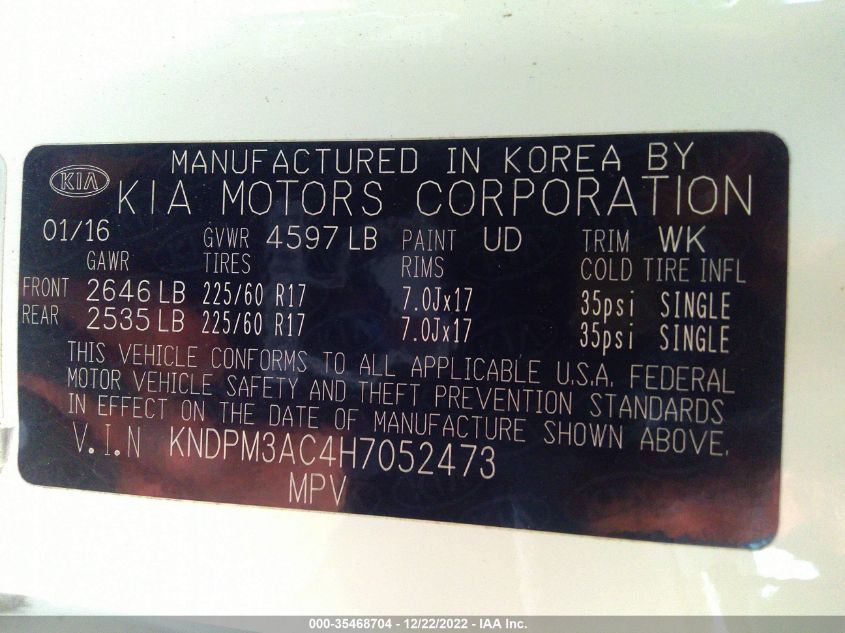 MANUFACTURED IN KOREA BY
KIA KIA MOTORS CORPORATION
01/16 GVWR 4597 LB PAINT UD TRIM WK
GAWR TIRES RIMS COLD TIRE INFL
FRONT 2646 LB 225/60 R17 7.0Jx17 35psi SINGLE
REAR 2535 LB 225/60 R17 7.0Jx17 35psi SINGLE
THIS VEHICLE CONFORMS TO ALL APPLICABLE U.S.A. FEDERAL
MOTOR VEHICLE SAFETY AND THEFT PREVENTION STANDARDS
IN EFFECT ON THE DATE OF MANUFACTURE SHOWN ABOVE.
V.I.N KNDPM3AC4H7052473
MPV
000-35468704 - 12/22/2022 - IAA Inc.